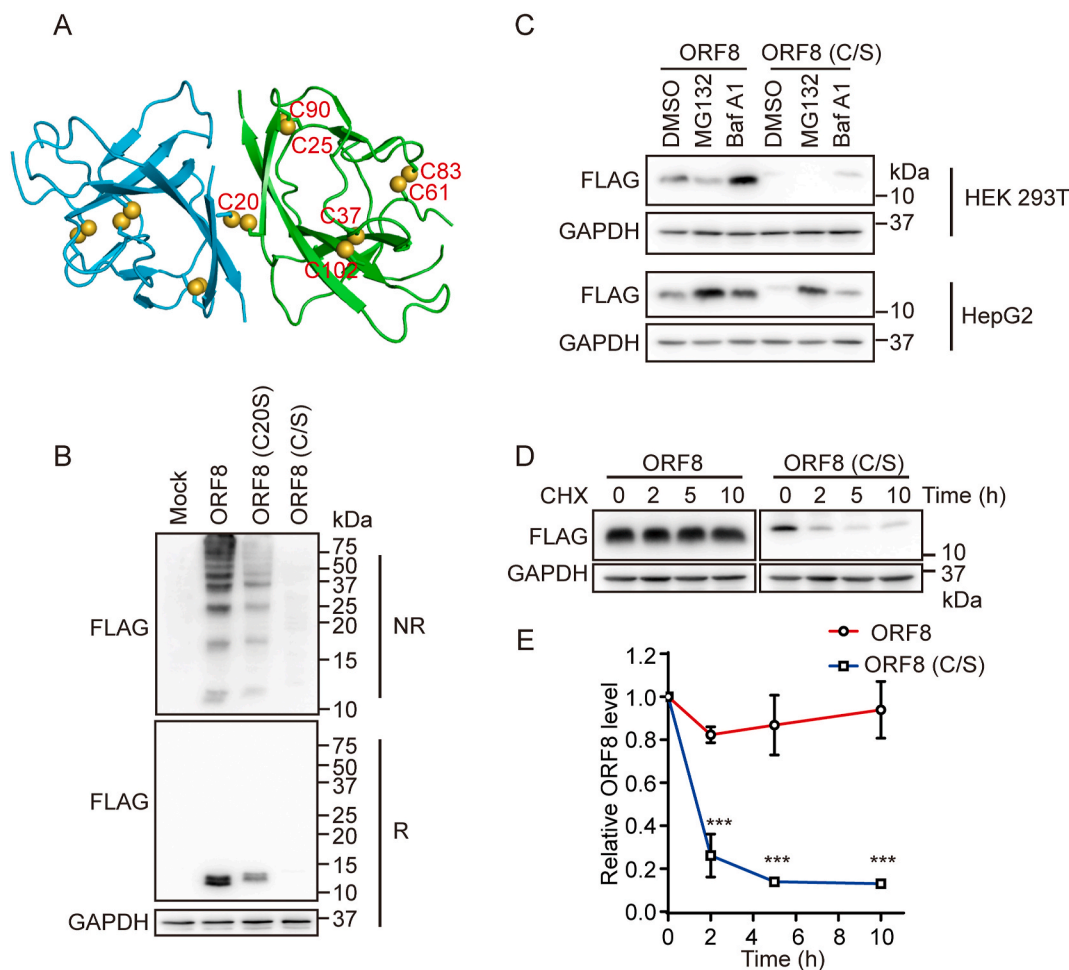 A
C90
C25
C83
C61
C20
C37
C102
B
Mock
ORF8
ORF8 (C20S)
ORF8 (C/S)
kDa
75
50
37
25
20
15
10
FLAG
NR
75
50
37
25
20
15
10
FLAG
R
GAPDH
37
C
ORF8 ORF8 (C/S)
DMSO
MG132
Baf A1
DMSO
MG132
Baf A1
kDa
FLAG
10
GAPDH
37
HEK 293T
FLAG
10
GAPDH
37
HepG2
D
ORF8 ORF8 (C/S)
CHX 0 2 5 10 0 2 5 10 Time (h)
FLAG
10
GAPDH
37
kDa
E
ORF8
ORF8 (C/S)
Relative ORF8 level
1.2
1.0
0.8
0.6
0.4
0.2
0.0
***
***
***
0 2 4 6 8 10
Time (h)